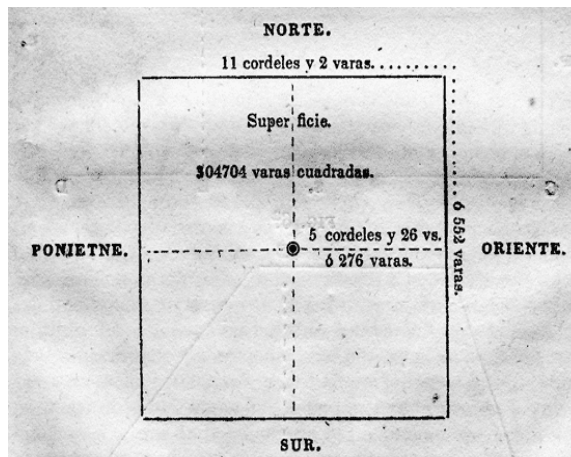 NORTE.
11 cordeles y 2 varas.
Super ficie.
304704 varas cuadradas.
5 cordeles y 26 vs.
ó 276 varas.
ó 552 varas.
PONIETNE.
ORIENTE.
SUR.